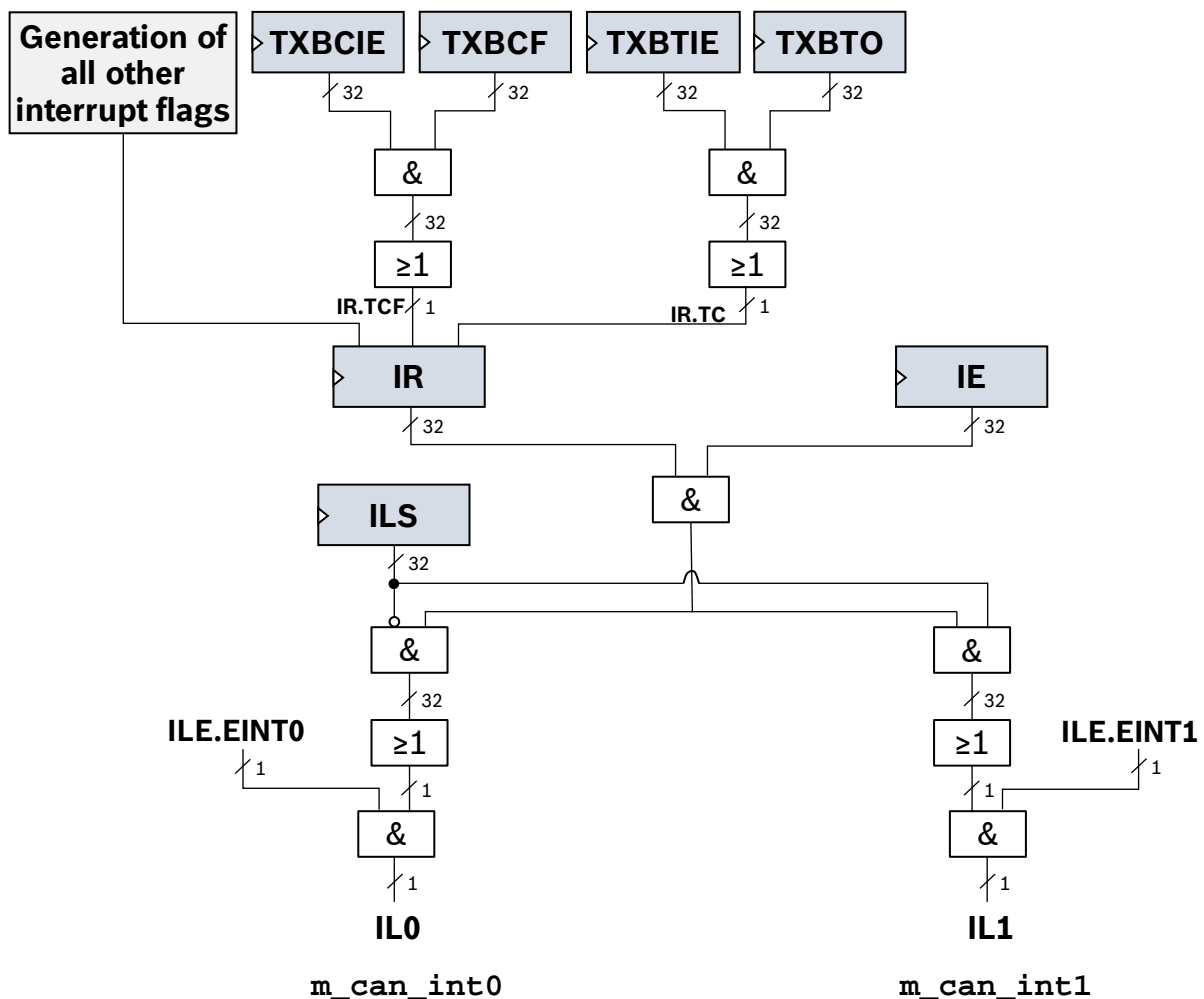 Generation of
all other
interrupt flags
TXBCIE
TXBCF
TXBTIE
TXBTO
32
32
32
32
&
&
32
32
≥1
≥1
IR.TCF
1
IR.TC
1
IR
IE
32
32
&
ILS
32
&
&
32
32
ILE.EINT0
≥1
≥1
ILE.EINT1
1
1
1
1
&
&
1
1
IL0
IL1
m_can_int0
m_can_int1